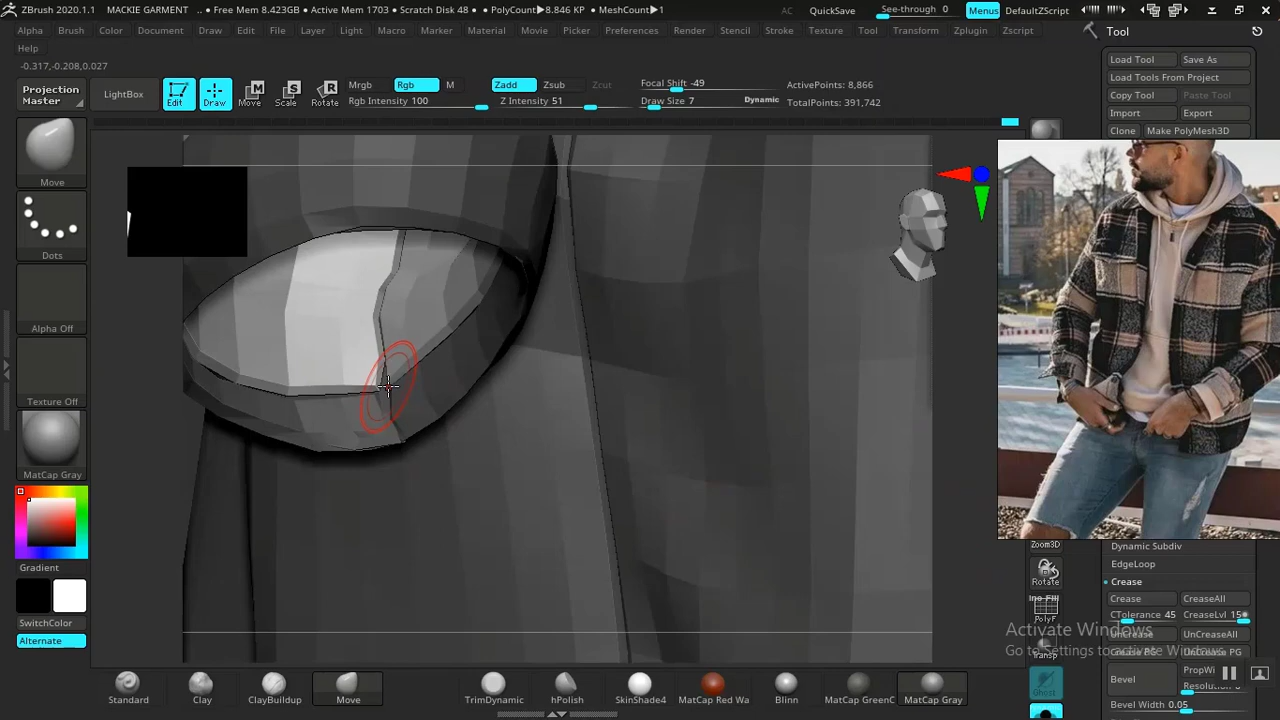 ZBrush 2020.1.1 MACKIE GARMENT .. • Free Mem 8.423GB • Active Mem 1703 • Scratch Disk 48 • PolyCount▶8.846 KP • MeshCount▶1 AC QuickSave See-through 0 Menus DefaultZScript
Alpha Brush Color Document Draw Edit File Layer Light Macro Marker Material Movie Picker Preferences Render Stencil Stroke Texture Tool Transform Zplugin Zscript
Help
Tool
-0.317,-0.208,0.027
Load Tool Save As
Load Tools From Project
Copy Tool Paste Tool
Import Export
Clone Make PolyMesh3D
Projection
Master
LightBox
Edit
Draw
Move
Scale
Rotate
Mrgb Rgb M
Rgb Intensity 100
Zadd Zsub Zcut
Z Intensity 51
Focal Shift -49
Draw Size 7 Dynamic
ActivePoints: 8,866
TotalPoints: 391,742
Move
Dots
Alpha Off
Texture Off
MatCap Gray
Gradient
SwitchColor
Alternate
Zoom3D
Rotate
PolyF
Transp
Ghost
Dynamic Subdiv
EdgeLoop
Crease
Crease CreaseAll
CTolerance 45 CreaseLvl 15
UnCrease UnCreaseAll
Crease PG UnCrease PG
Bevel
Bevel Width 0.05
Activate Windows
Go to Settings to activate Windows.
Standard
Clay
ClayBuildup
Move
TrimDynamic
hPolish
SkinShade4
MatCap Red Wa
Blinn
MatCap GreenC
MatCap Gray